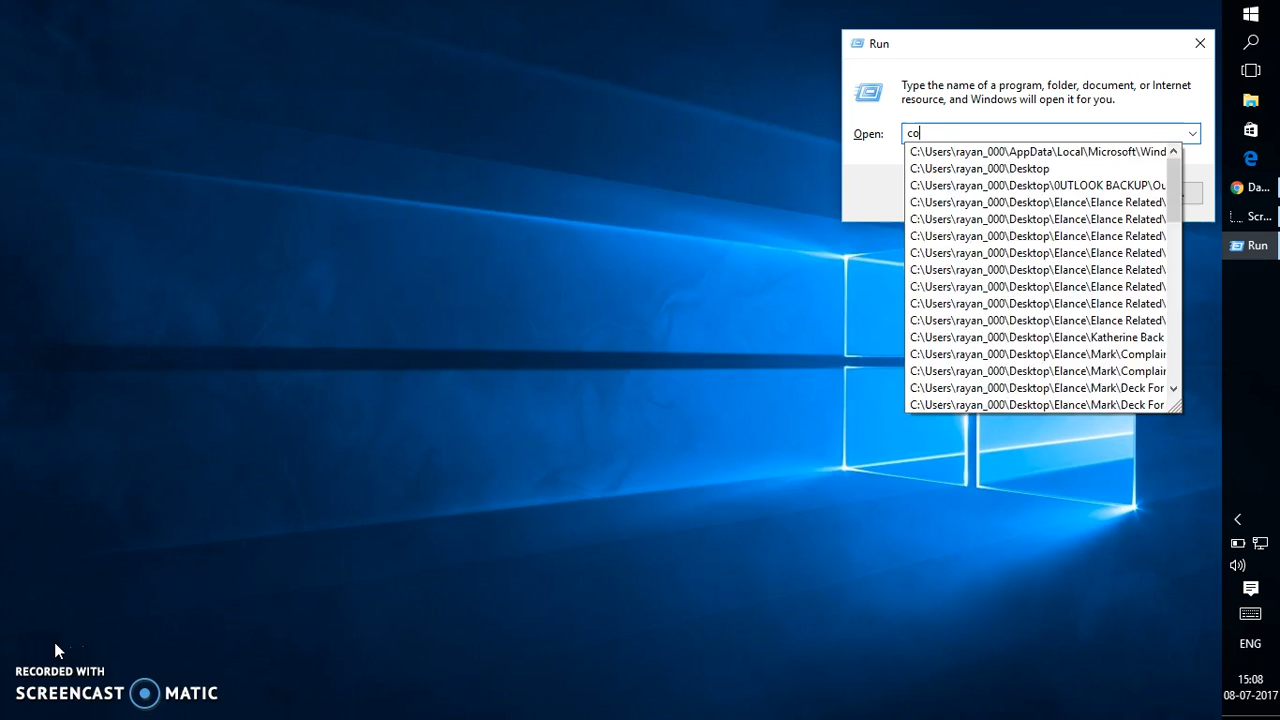 Run
Type the name of a program, folder, document, or Internet
resource, and Windows will open it for you.
Open:
co
C:\Users\rayan_000\AppData\Local\Microsoft\Wind
C:\Users\rayan_000\Desktop
C:\Users\rayan_000\Desktop\0UTLOOK BACKUP\Ou
C:\Users\rayan_000\Desktop\Elance\Elance Related\
C:\Users\rayan_000\Desktop\Elance\Elance Related\
C:\Users\rayan_000\Desktop\Elance\Elance Related\
C:\Users\rayan_000\Desktop\Elance\Elance Related\
C:\Users\rayan_000\Desktop\Elance\Elance Related\
C:\Users\rayan_000\Desktop\Elance\Elance Related\
C:\Users\rayan_000\Desktop\Elance\Elance Related\
C:\Users\rayan_000\Desktop\Elance\Elance Related\
C:\Users\rayan_000\Desktop\Elance\Katherine Back
C:\Users\rayan_000\Desktop\Elance\Mark\Complain
C:\Users\rayan_000\Desktop\Elance\Mark\Complain
C:\Users\rayan_000\Desktop\Elance\Mark\Deck For
C:\Users\rayan_000\Desktop\Elance\Mark\Deck For
Da...
Scr...
Run
ENG
15:08
08-07-2017
RECORDED WITH
SCREENCAST MATIC